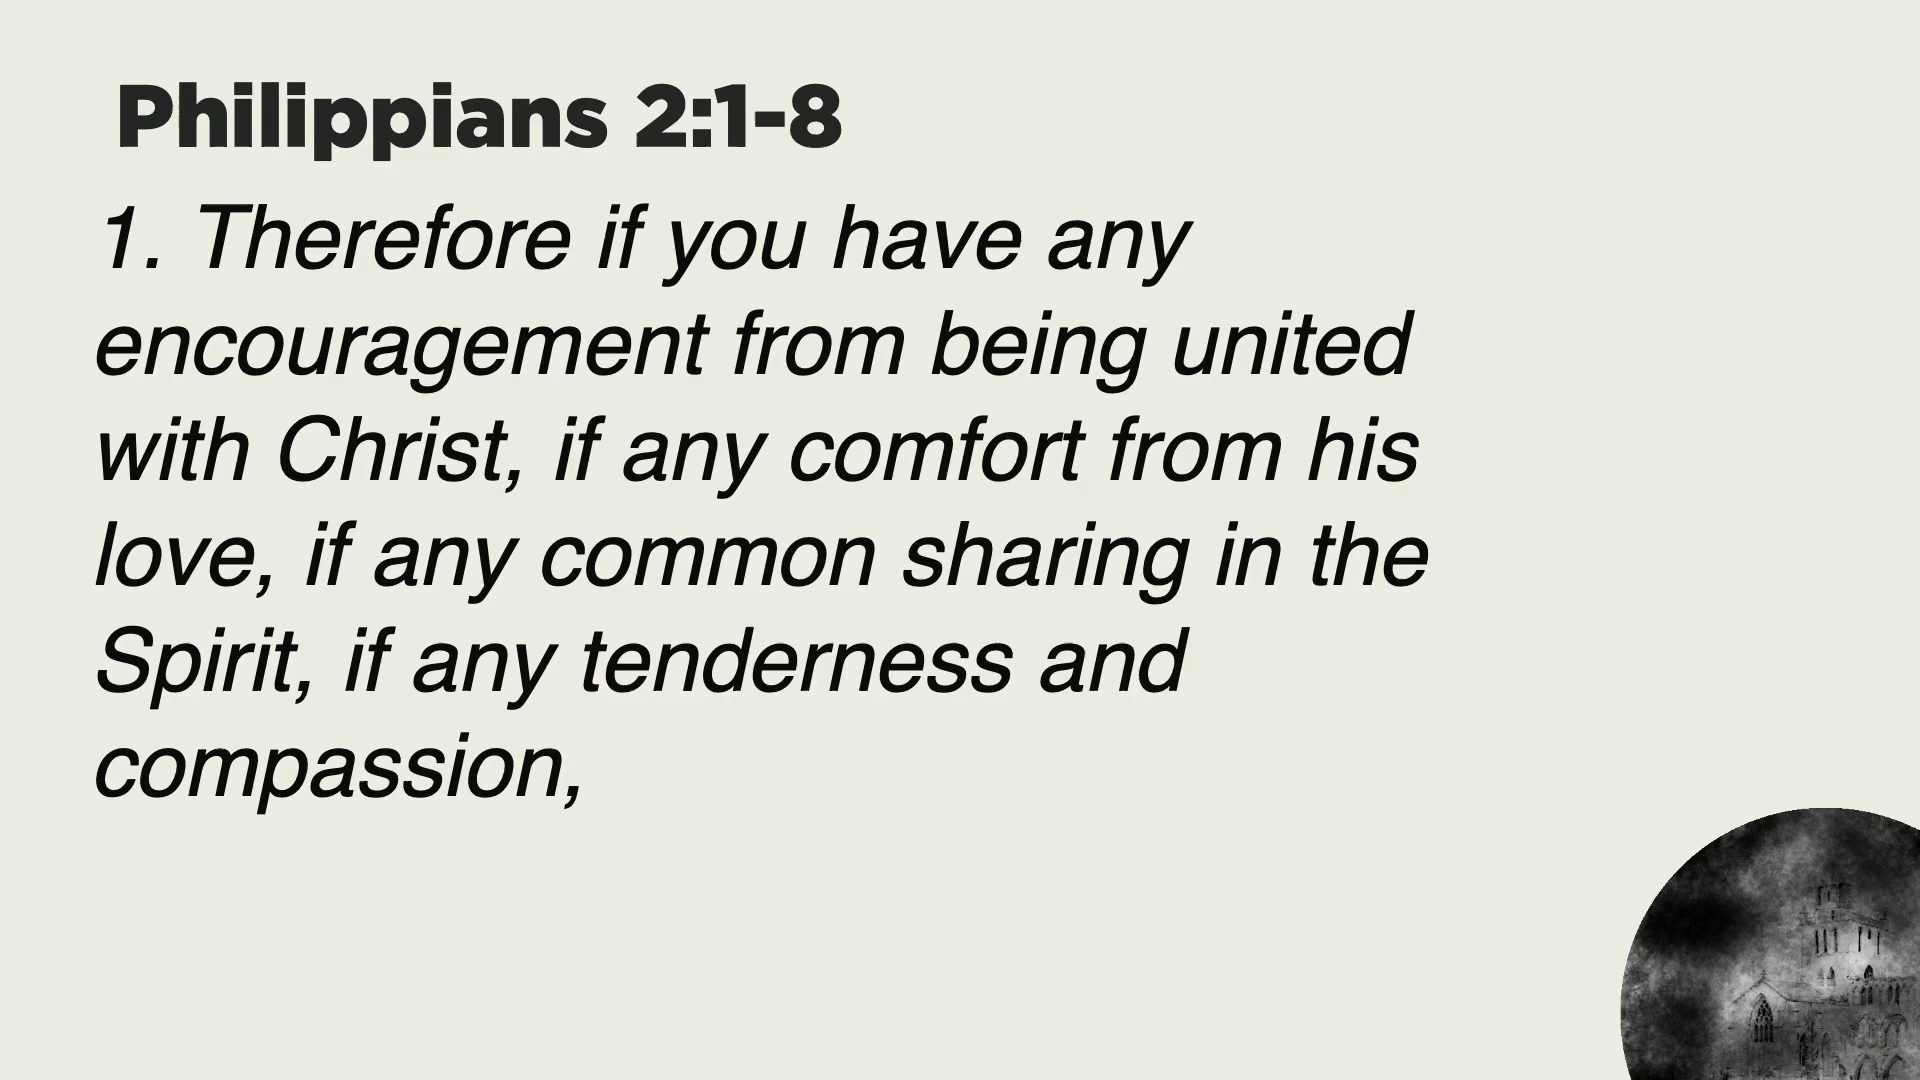 Philippians 2:1-8
1. Therefore if you have any
encouragement from being united
with Christ, if any comfort from his
love, if any common sharing in the
Spirit, if any tenderness and
compassion,